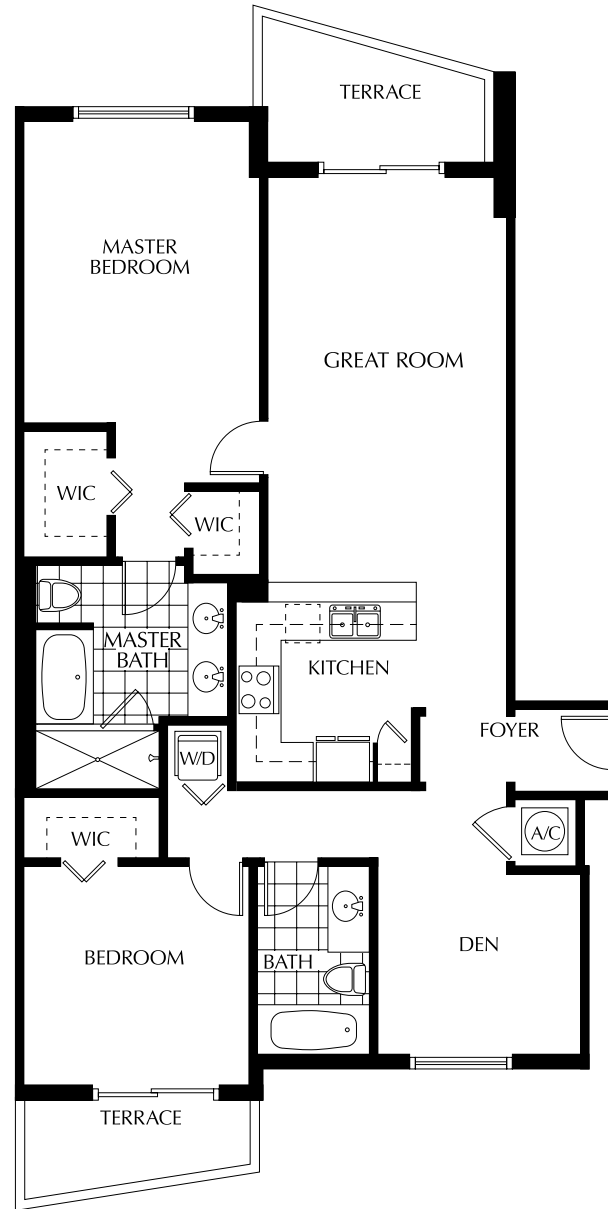 TERRACE
MASTER
BEDROOM
GREAT ROOM
WIC
WIC
MASTER
BATH
KITCHEN
FOYER
W/D
A/C
WIC
DEN
BEDROOM
BATH
TERRACE